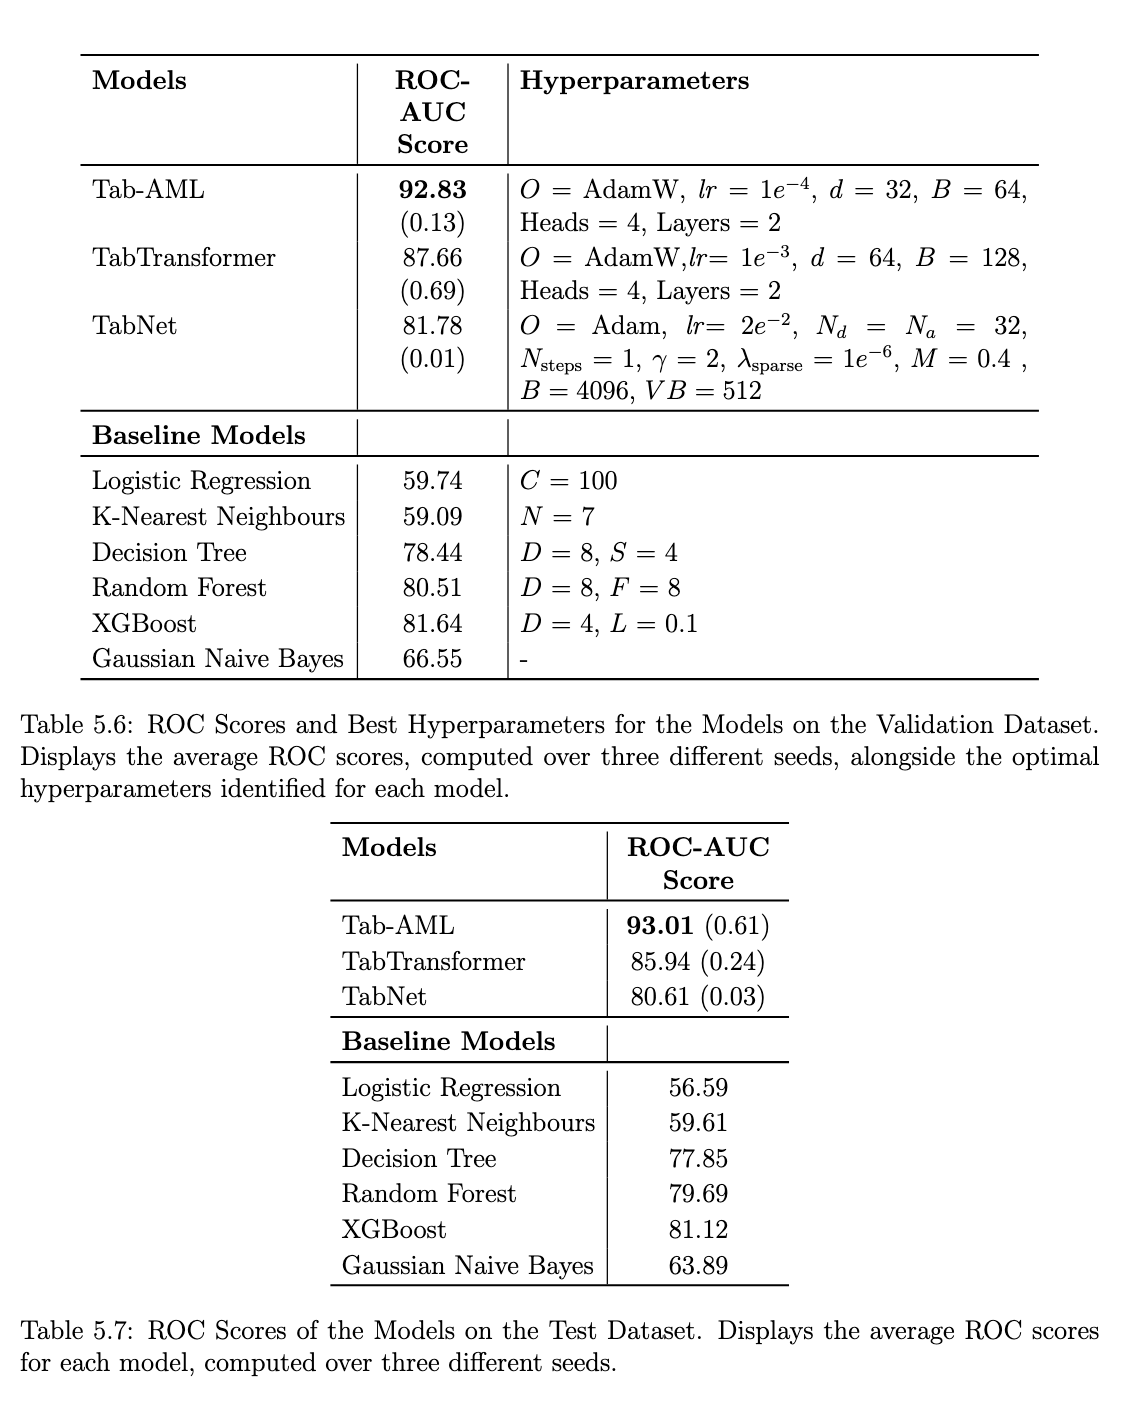 Models ROC- Hyperparameters
AUC
Score
Tab-AML 92.83 O = AdamW, lr = 1e⁻⁴, d = 32, B = 64,
(0.13) Heads = 4, Layers = 2
TabTransformer 87.66 O = AdamW,lr= 1e⁻³, d = 64, B = 128,
(0.69) Heads = 4, Layers = 2
TabNet 81.78 O = Adam, lr= 2e⁻², N_d = N_a = 32,
(0.01) N_steps = 1, γ = 2, λ_sparse = 1e⁻⁶, M = 0.4 ,
B = 4096, VB = 512
Baseline Models
Logistic Regression 59.74 C = 100
K-Nearest Neighbours 59.09 N = 7
Decision Tree 78.44 D = 8, S = 4
Random Forest 80.51 D = 8, F = 8
XGBoost 81.64 D = 4, L = 0.1
Gaussian Naive Bayes 66.55 -
Table 5.6: ROC Scores and Best Hyperparameters for the Models on the Validation Dataset.
Displays the average ROC scores, computed over three different seeds, alongside the optimal
hyperparameters identified for each model.
Models ROC-AUC
Score
Tab-AML 93.01 (0.61)
TabTransformer 85.94 (0.24)
TabNet 80.61 (0.03)
Baseline Models
Logistic Regression 56.59
K-Nearest Neighbours 59.61
Decision Tree 77.85
Random Forest 79.69
XGBoost 81.12
Gaussian Naive Bayes 63.89
Table 5.7: ROC Scores of the Models on the Test Dataset. Displays the average ROC scores
for each model, computed over three different seeds.